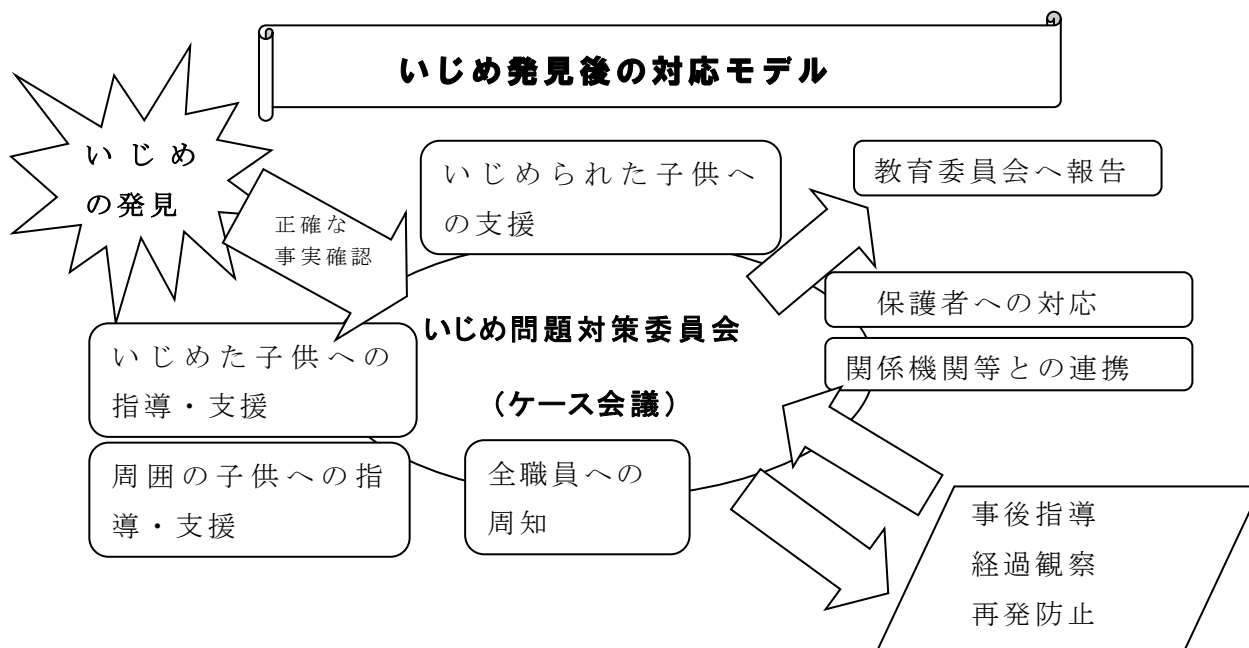 いじめ発見後の対応モデル
いじめ
の発見
正確な
事実確認
いじめられた子供へ
の支援
教育委員会へ報告
保護者への対応
関係機関等との連携
いじめ問題対策委員会
（ケース会議）
いじめた子供への
指導・支援
周囲の子供への指
導・支援
全職員への
周知
事後指導
経過観察
再発防止